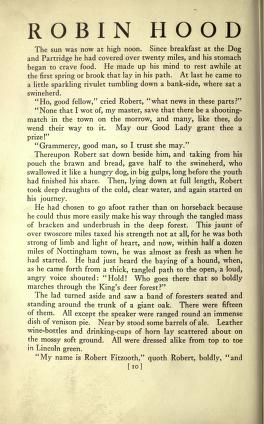 ROBIN HOOD
The sun was now at high noon. Since breakfast at the Dog
and Partridge he had covered over twenty miles, and his stomach
began to crave food. He made up his mind to rest awhile at
the first spring or brook that lay in his path. At last he came to
a little sparkling rivulet tumbling down a bank-side, where sat a
swineherd.
"Ho, good fellow," cried Robert, "what news in these parts?"
"None that I wot of, my master, save that there be a shooting-
match in the town on the morrow, and many, like thee, do
wend their way to it. May our Good Lady grant thee a
prize!"
"Grammercy, good man, so I trust she may."
Thereupon Robert sat down beside him, and taking from his
pouch the brawn and bread, gave half to the swineherd, who
swallowed it like a hungry dog, in big gulps, long before the youth
had finished his share. Then, lying down at full length, Robert
took deep draughts of the cold, clear water, and again started on
his journey.
He had chosen to go afoot rather than on horseback because
he could thus more easily make his way through the tangled mass
of bracken and underbrush in the deep forest. This jaunt of
over twoscore miles taxed his strength not at all, for he was both
strong of limb and light of heart, and now, within half a dozen
miles of Nottingham town, he was almost as fresh as when he
had started. He had just heard the baying of a hound, when,
as he came forth from a thick, tangled path to the open, a loud,
angry voice shouted: "Hold! Who goes there that so boldly
marches through the King's deer forest?"
The lad turned aside and saw a band of foresters seated and
standing around the trunk of a giant oak. There were fifteen
of them. All except the speaker were ranged round an immense
dish of venison pie. Near by stood some barrels of ale. Leather
wine-bottles and drinking-cups of horn lay scattered about on
the mossy soft ground. All were dressed alike from top to toe
in Lincoln green.
"My name is Robert Fitzooth," quoth Robert, boldly, "and
[10]